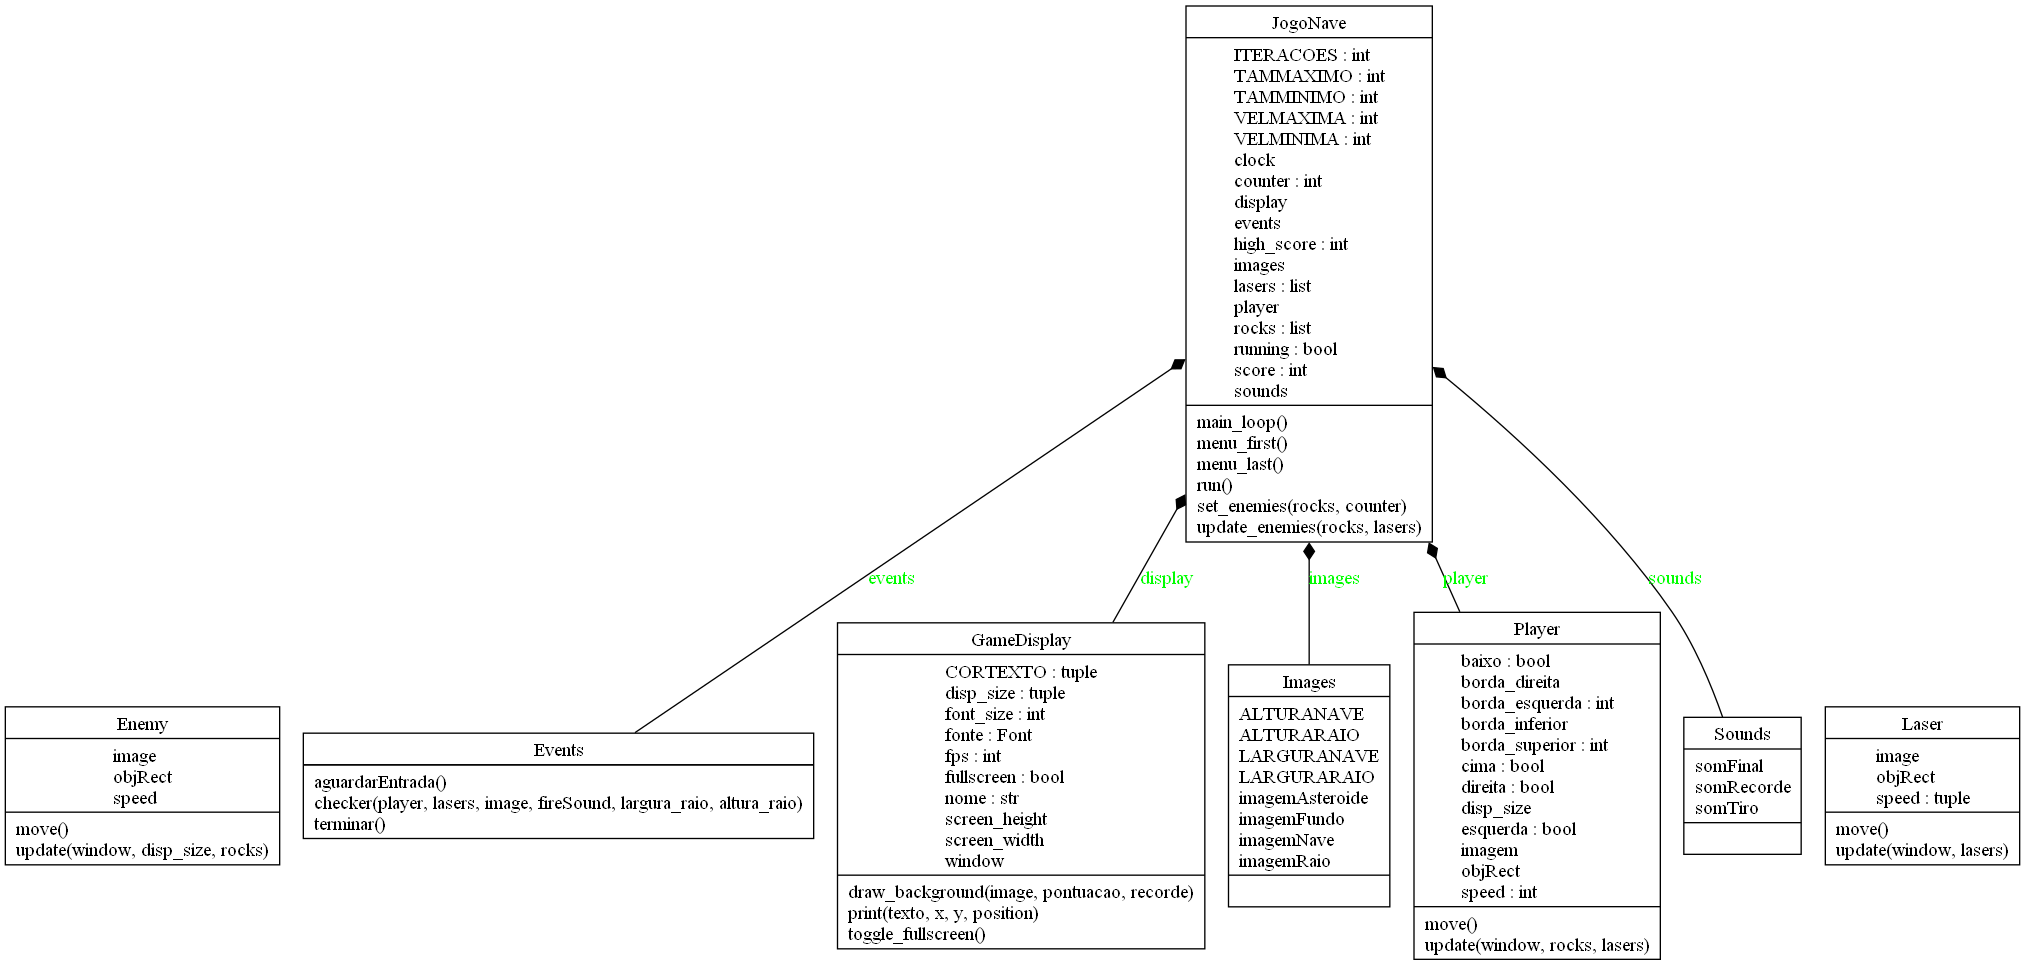 JogoNave
ITERACOES : int
TAMMAXIMO : int
TAMMINIMO : int
VELMAXIMA : int
VELMINIMA : int
clock
counter : int
display
events
high_score : int
images
lasers : list
player
rocks : list
running : bool
score : int
sounds
main_loop()
menu_first()
menu_last()
run()
set_enemies(rocks, counter)
update_enemies(rocks, lasers)
events
display
images
player
sounds
Enemy
image
objRect
speed
move()
update(window, disp_size, rocks)
Events
aguardarEntrada()
checker(player, lasers, image, fireSound, largura_raio, altura_raio)
terminar()
GameDisplay
CORTEXTO : tuple
disp_size : tuple
font_size : int
fonte : Font
fps : int
fullscreen : bool
nome : str
screen_height
screen_width
window
draw_background(image, pontuacao, recorde)
print(texto, x, y, position)
toggle_fullscreen()
Images
ALTURANAVE
ALTURARAIO
LARGURANAVE
LARGURARAIO
imagemAsteroide
imagemFundo
imagemNave
imagemRaio
Player
baixo : bool
borda_direita
borda_esquerda : int
borda_inferior
borda_superior : int
cima : bool
direita : bool
disp_size
esquerda : bool
imagem
objRect
speed : int
move()
update(window, rocks, lasers)
Sounds
somFinal
somRecorde
somTiro
Laser
image
objRect
speed : tuple
move()
update(window, lasers)